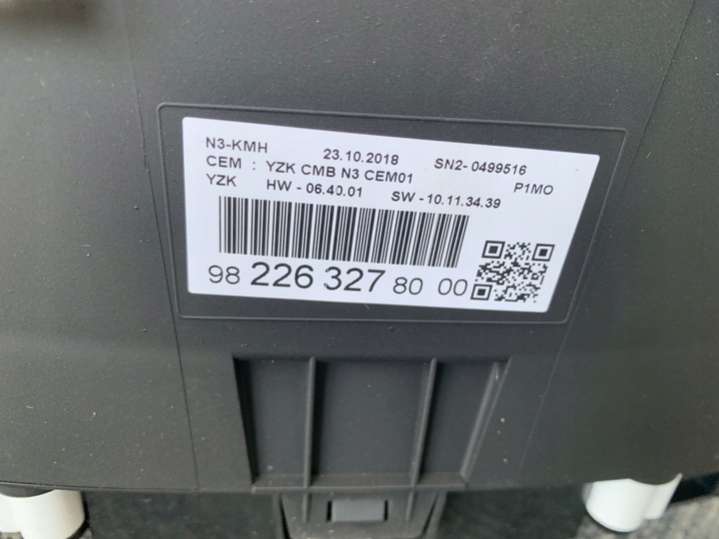 N3-KMH 23.10.2018 SN2- 0499516
CEM : YZK CMB N3 CEM01 P1MO
YZK HW - 06.40.01 SW - 10.11.34.39
98 226 327 80 00